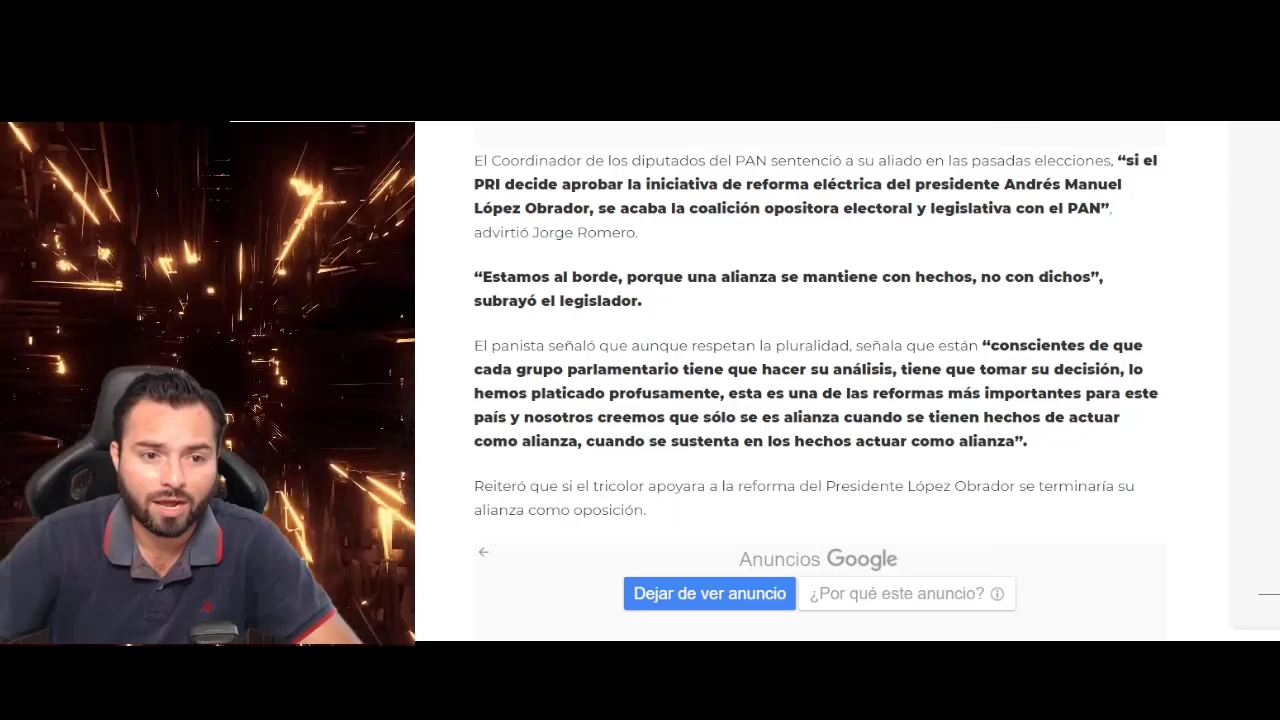 El Coordinador de los diputados del PAN sentenció a su aliado en las pasadas elecciones, “si el
PRI decide aprobar la iniciativa de reforma eléctrica del presidente Andrés Manuel
López Obrador, se acaba la coalición opositora electoral y legislativa con el PAN”,
advirtió Jorge Romero.
“Estamos al borde, porque una alianza se mantiene con hechos, no con dichos”,
subrayó el legislador.
El panista señaló que aunque respetan la pluralidad, señala que están “conscientes de que
cada grupo parlamentario tiene que hacer su análisis, tiene que tomar su decisión, lo
hemos platicado profusamente, esta es una de las reformas más importantes para este
país y nosotros creemos que sólo se es alianza cuando se tienen hechos de actuar
como alianza, cuando se sustenta en los hechos actuar como alianza”.
Reiteró que si el tricolor apoyara a la reforma del Presidente López Obrador se terminaría su
alianza como oposición.
Anuncios Google
Dejar de ver anuncio ¿Por qué este anuncio?